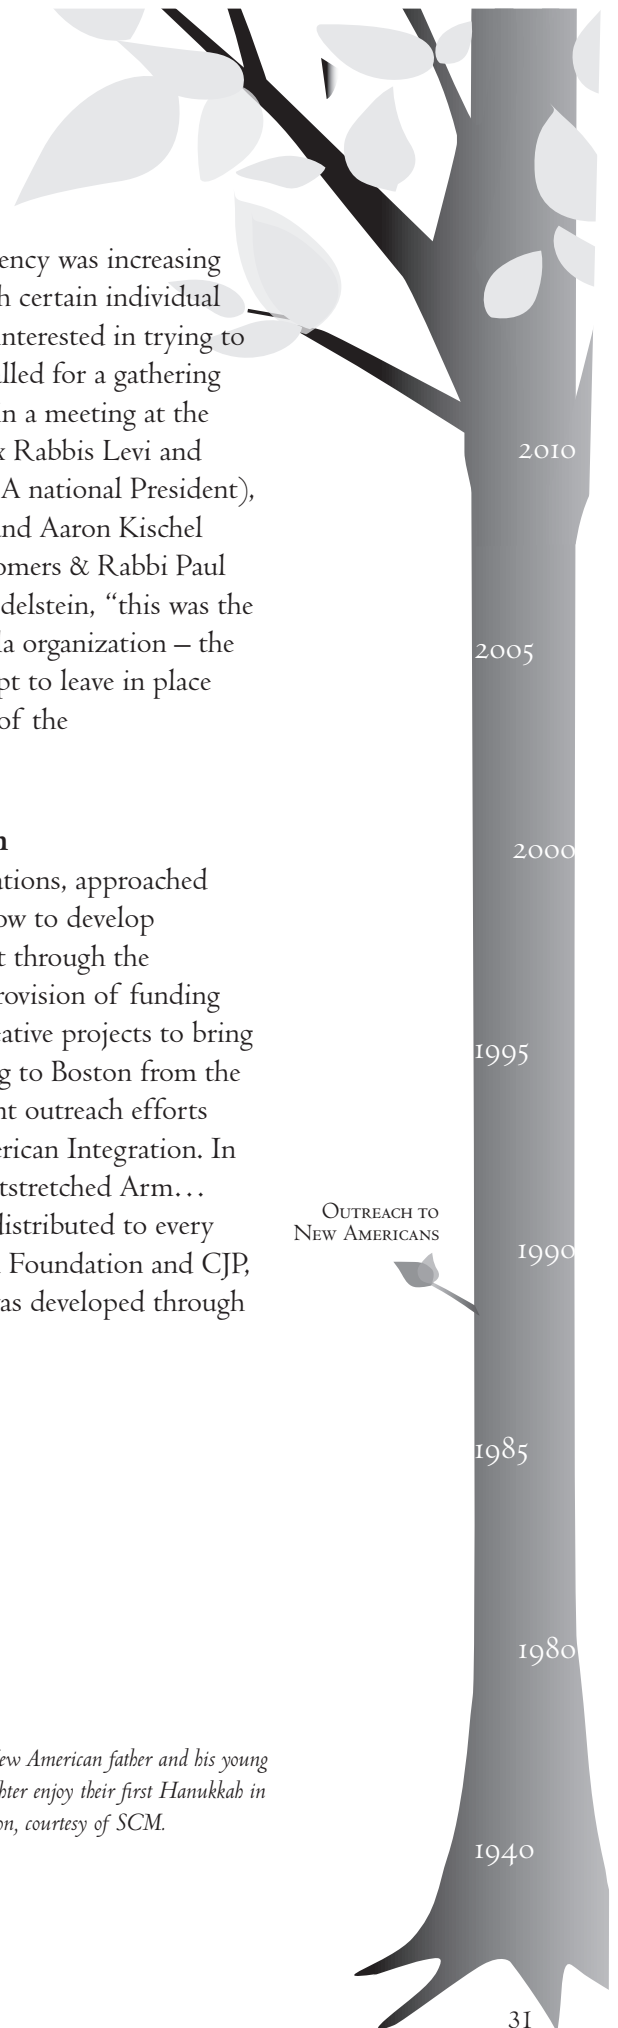 ency was increasing
h certain individual
interested in trying to
lled for a gathering
in a meeting at the
x Rabbis Levi and
A national President),
and Aaron Kischel
omers & Rabbi Paul
delstein, “this was the
la organization – the
pt to leave in place
of the
n
ations, approached
ow to develop
t through the
rovision of funding
eative projects to bring
g to Boston from the
nt outreach efforts
erican Integration. In
tstretched Arm…
distributed to every
Foundation and CJP,
as developed through
ew American father and his young
hter enjoy their first Hanukkah in
on, courtesy of SCM.
2010
2005
2000
1995
Outreach to
New Americans
1990
1985
1980
1940
31